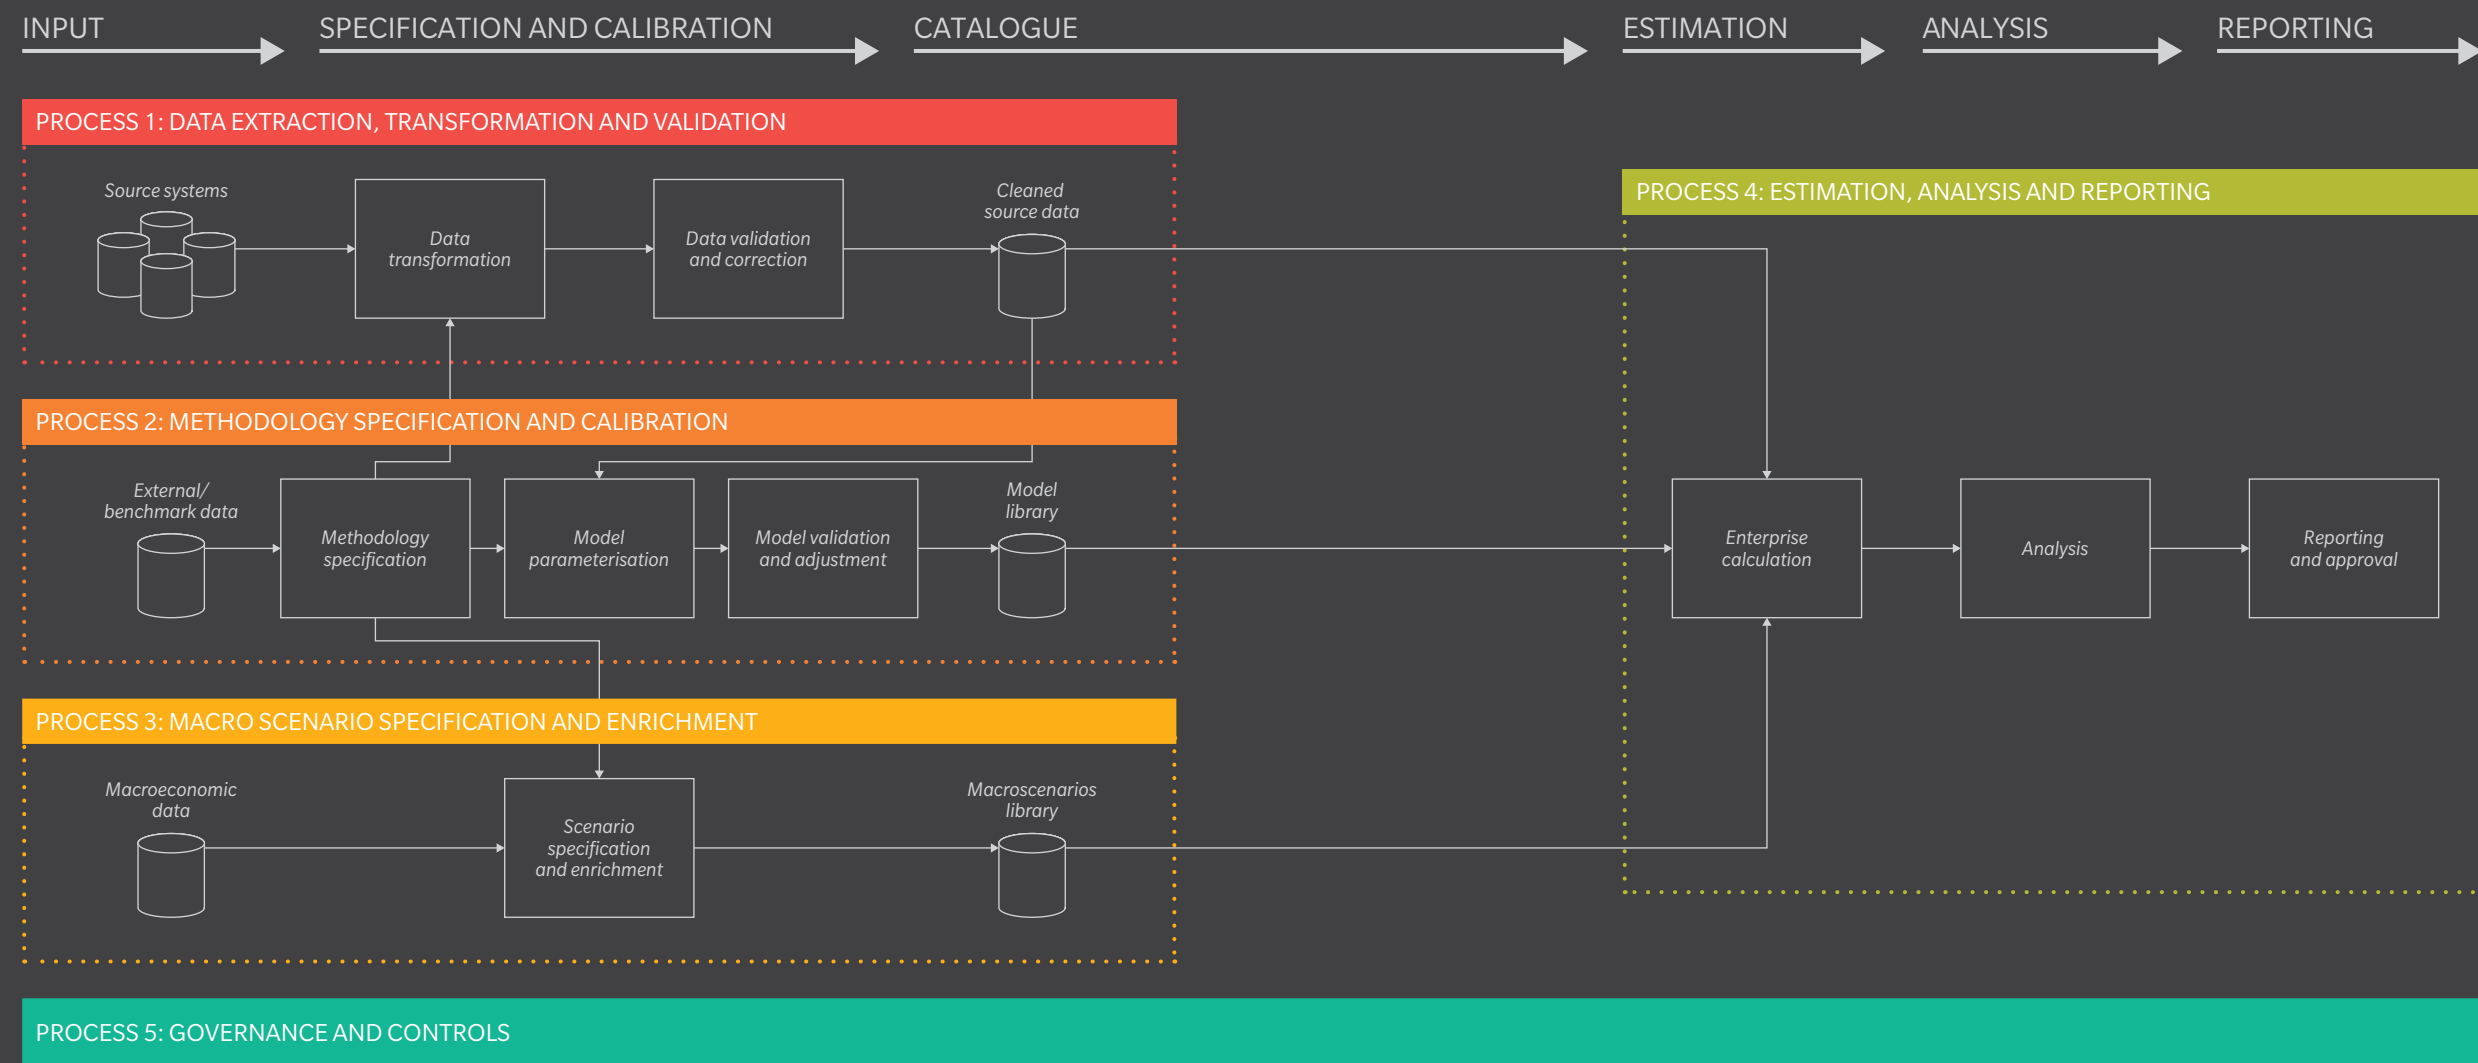 INPUT
SPECIFICATION AND CALIBRATION
CATALOGUE
ESTIMATION
ANALYSIS
REPORTING
PROCESS 1: DATA EXTRACTION, TRANSFORMATION AND VALIDATION
Source systems
Data
transformation
Data validation
and correction
Cleaned
source data
PROCESS 2: METHODOLOGY SPECIFICATION AND CALIBRATION
External/
benchmark data
Methodology
specification
Model
parameterisation
Model validation
and adjustment
Model
library
PROCESS 3: MACRO SCENARIO SPECIFICATION AND ENRICHMENT
Macroeconomic
data
Scenario
specification
and enrichment
Macroscenarios
library
PROCESS 4: ESTIMATION, ANALYSIS AND REPORTING
Enterprise
calculation
Analysis
Reporting
and approval
PROCESS 5: GOVERNANCE AND CONTROLS